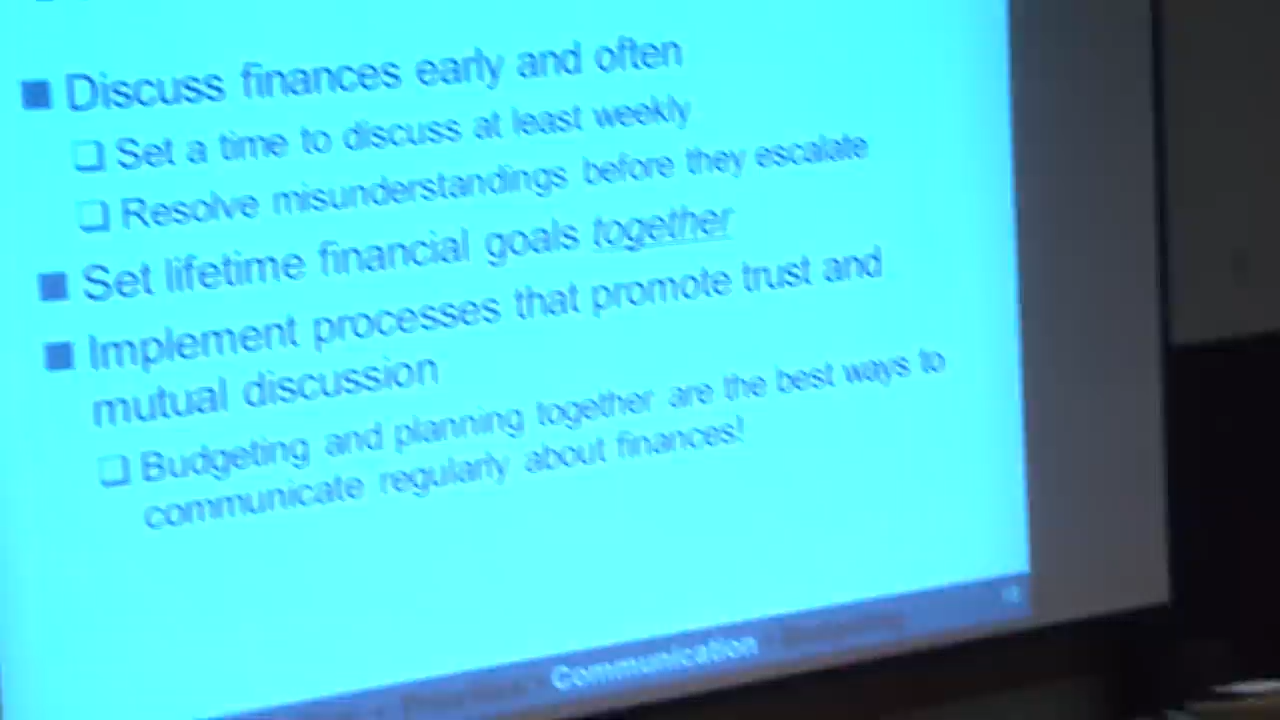 Discuss finances early and often
Set a time to discuss at least weekly
Resolve misunderstandings before they escalate
Set lifetime financial goals together
Implement processes that promote trust and
mutual discussion
Budgeting and planning together are the best ways to
communicate regularly about finances!
Communication